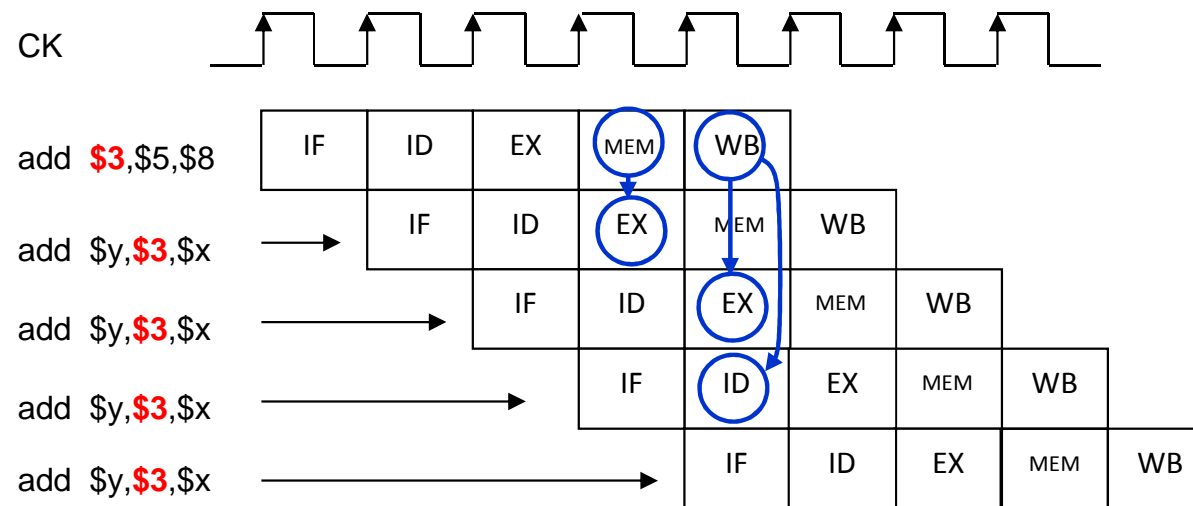 CK
add $3,$5,$8 IF ID EX MEM WB
add $y,$3,$x IF ID EX MEM WB
add $y,$3,$x IF ID EX MEM WB
add $y,$3,$x IF ID EX MEM WB
add $y,$3,$x IF ID EX MEM WB